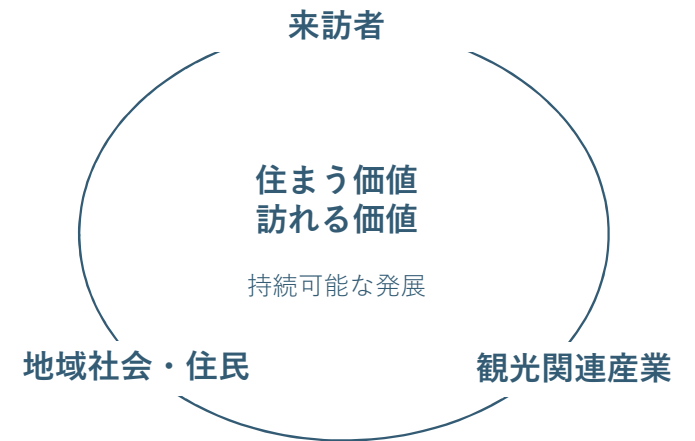 来訪者
住まう価値
訪れる価値
持続可能な発展
地域社会・住民
観光関連産業